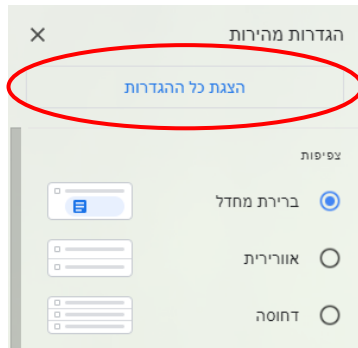 הגדרות מהירות
הצגת כל ההגדרות
צפיפות
ברירת מחדל
אוורירית
דחוסה